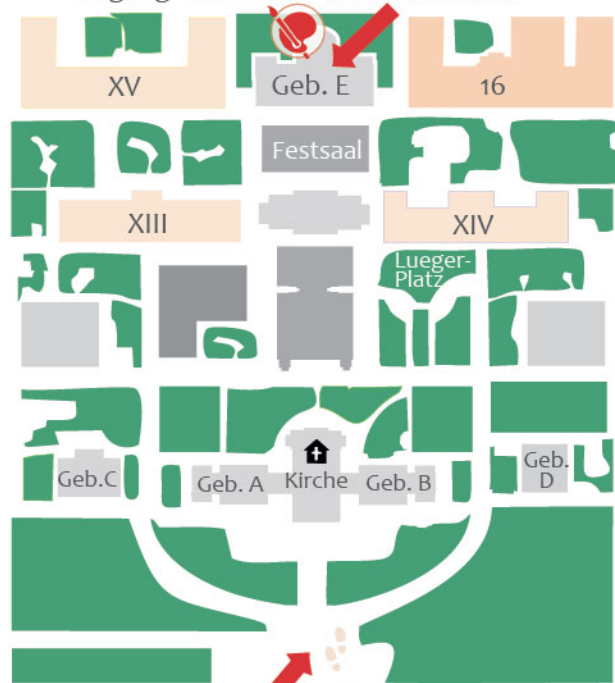 XV
Geb. E
16
Festsaal
XIII
XIV
Lueger-
Platz
Geb.C
Geb. A
Kirche
Geb. B
Geb.
D